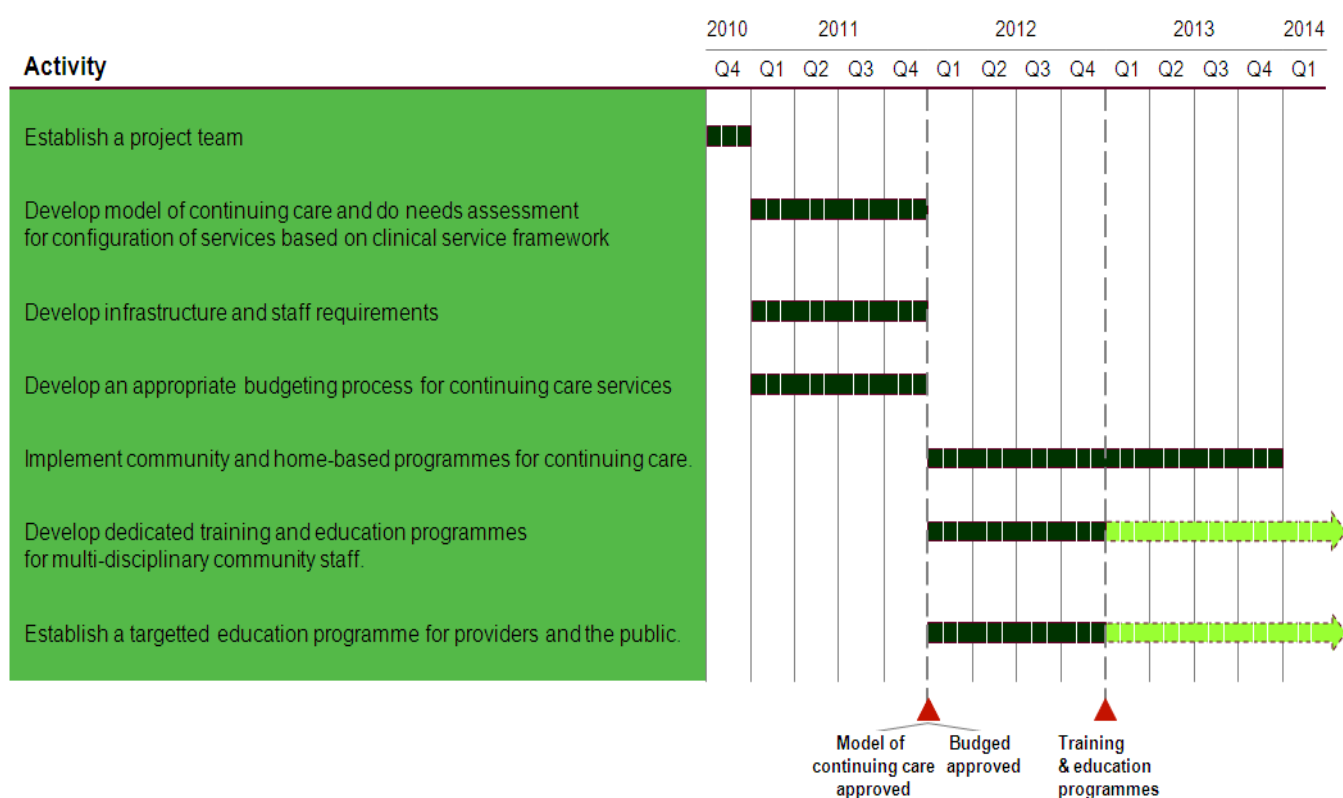 2010 2011 2012 2013 2014
Activity
Q4 Q1 Q2 Q3 Q4 Q1 Q2 Q3 Q4 Q1 Q2 Q3 Q4 Q1
Establish a project team
Develop model of continuing care and do needs assessment
for configuration of services based on clinical service framework
Develop infrastructure and staff requirements
Develop an appropriate budgeting process for continuing care services
Implement community and home-based programmes for continuing care.
Develop dedicated training and education programmes
for multi-disciplinary community staff.
Establish a targetted education programme for providers and the public.
Model of
continuing care
approved
Budged
approved
Training
& education
programmes